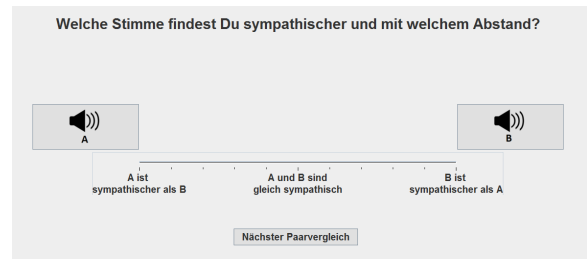 Welche Stimme findest Du sympathischer und mit welchem Abstand?
A
B
A ist
sympathischer als B
A und B sind
gleich sympathisch
B ist
sympathischer als A
Nächster Paarvergleich